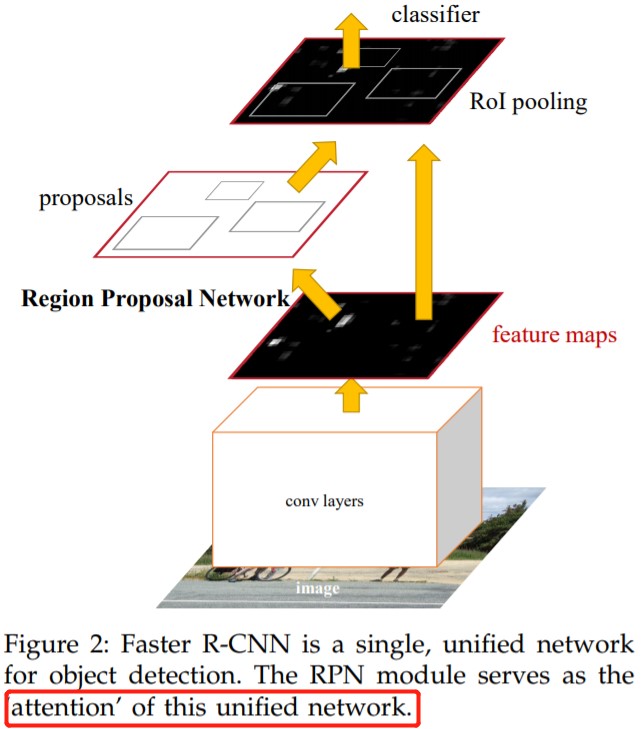 classifier
RoI pooling
proposals
Region Proposal Network
feature maps
conv layers
image
Figure 2: Faster R-CNN is a single, unified network
for object detection. The RPN module serves as the
'attention' of this unified network.